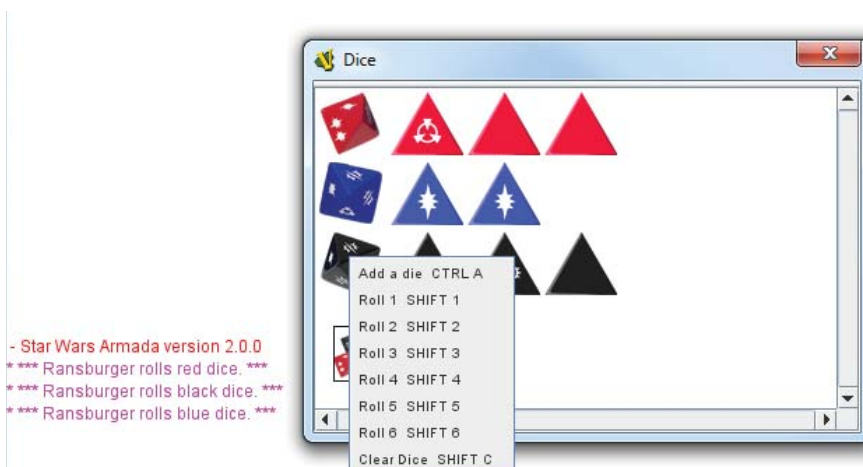 Dice
Add a die CTRL A
Roll 1 SHIFT 1
Roll 2 SHIFT 2
Roll 3 SHIFT 3
Roll 4 SHIFT 4
Roll 5 SHIFT 5
Roll 6 SHIFT 6
Clear Dice SHIFT C
- Star Wars Armada version 2.0.0
* *** Ransburger rolls red dice. ***
* *** Ransburger rolls black dice. ***
* *** Ransburger rolls blue dice. ***